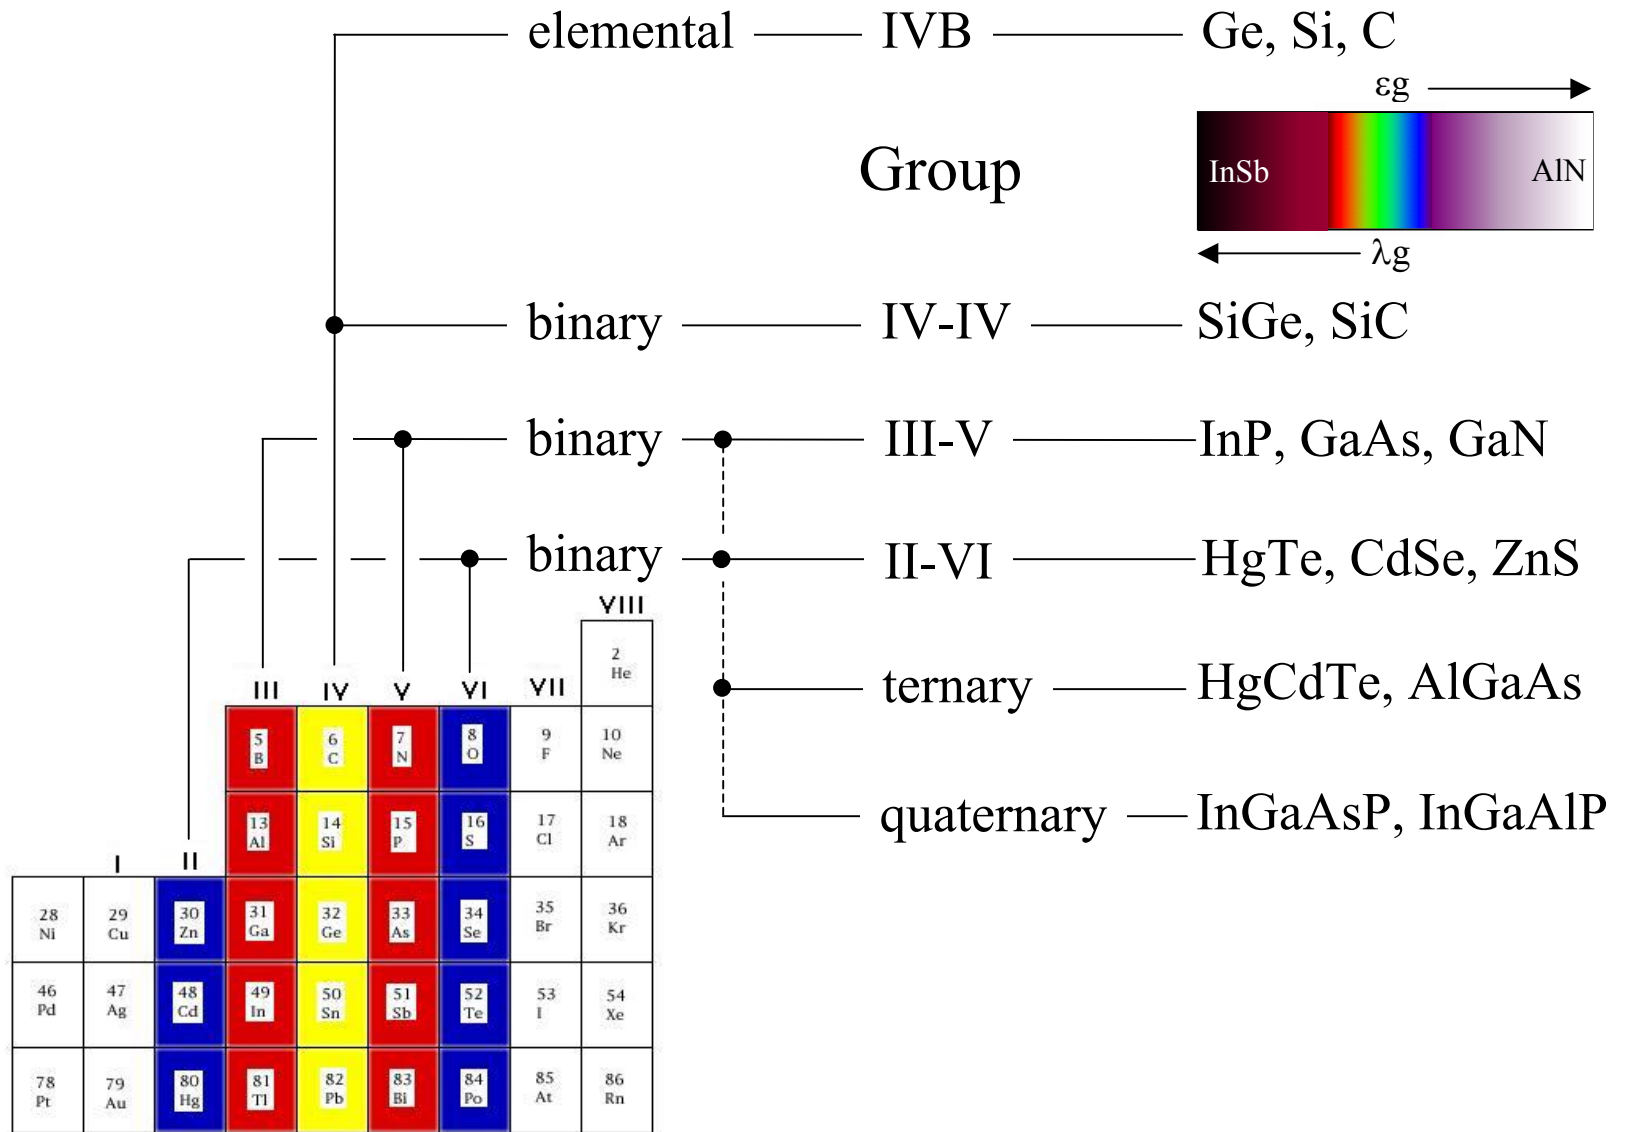 elemental IVB Ge, Si, C
εg
Group InSb AlN
λg
binary IV-IV SiGe, SiC
binary III-V InP, GaAs, GaN
binary II-VI HgTe, CdSe, ZnS
ternary HgCdTe, AlGaAs
quaternary InGaAsP, InGaAlP
VIII
2
He
III IV V VI VII
5 6 7 8 9 10
B C N O F Ne
13 14 15 16 17 18
Al Si P S Cl Ar
I II
28 29 30 31 32 33 34 35 36
Ni Cu Zn Ga Ge As Se Br Kr
46 47 48 49 50 51 52 53 54
Pd Ag Cd In Sn Sb Te I Xe
78 79 80 81 82 83 84 85 86
Pt Au Hg Tl Pb Bi Po At Rn